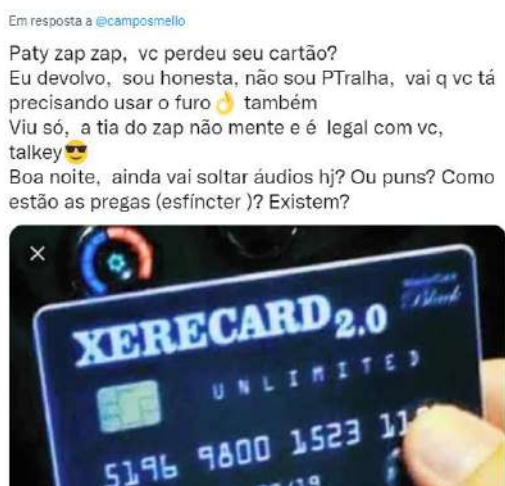 Em resposta a @camposmello
Paty zap zap, vc perdeu seu cartão?
Eu devolvo, sou honesta, não sou PTralha, vai q vc tá
precisando usar o furo👌 também
Viu só, a tia do zap não mente e é legal com vc,
talkey😎
Boa noite, ainda vai soltar áudios hj? Ou puns? Como
estão as pregas (esfíncter )? Existem?
XERECARD 2.0
Black
UNLIMITED
5196 9800 1523